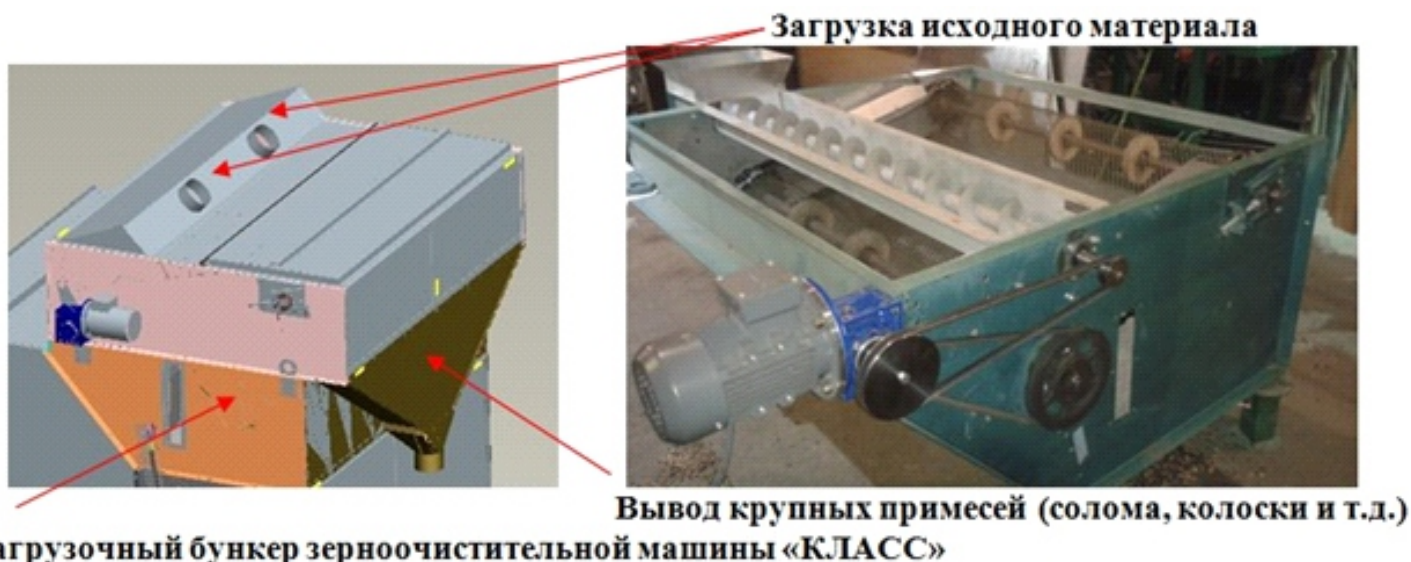 Загрузка исходного материала
Вывод крупных примесей (солома, колоски и т.д.)
агрузочный бункер зерноочистительной машины «КЛАСС»